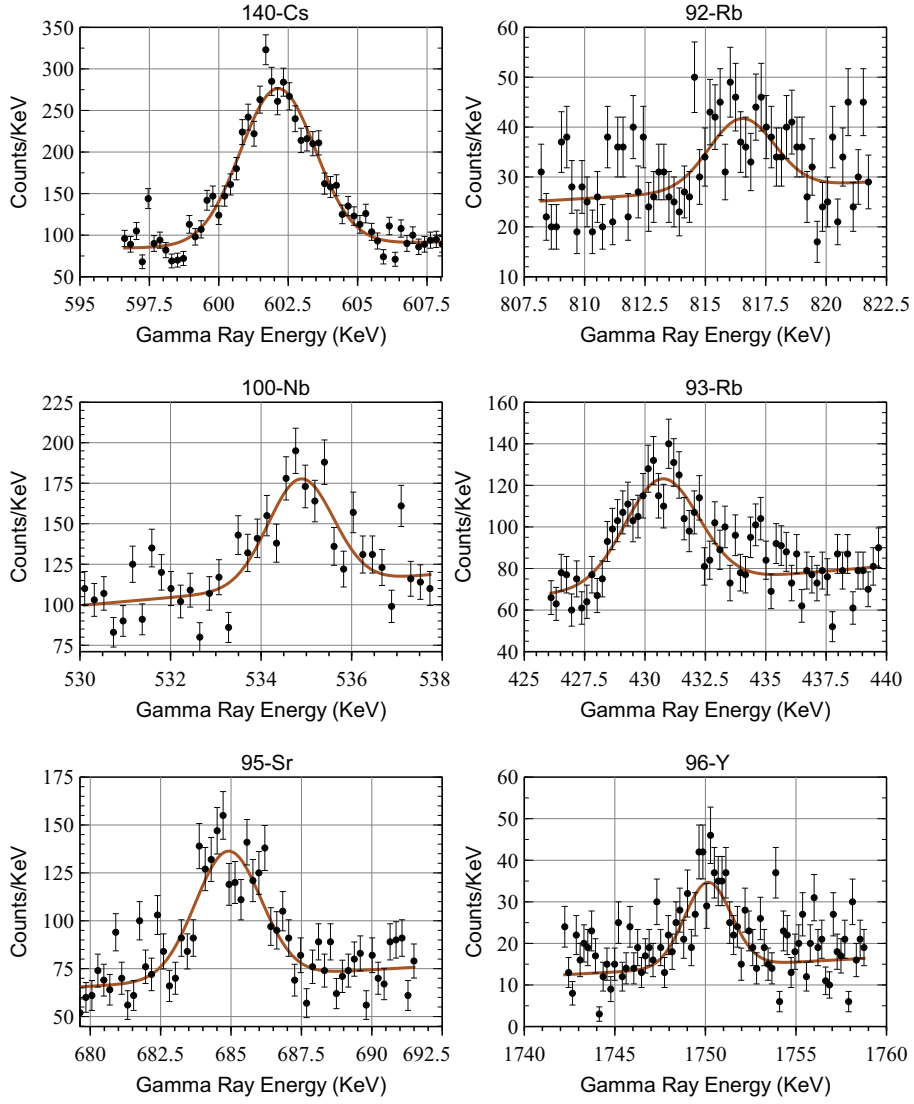 140-Cs
350
300
250
200
150
100
50
Counts/KeV
595 597.5 600 602.5 605 607.5
Gamma Ray Energy (KeV)
92-Rb
60
50
40
30
20
10
Counts/KeV
807.5 810 812.5 815 817.5 820 822.5
Gamma Ray Energy (KeV)
100-Nb
225
200
175
150
125
100
75
Counts/KeV
530 532 534 536 538
Gamma Ray Energy (KeV)
93-Rb
160
140
120
100
80
60
40
Counts/KeV
425 427.5 430 432.5 435 437.5 440
Gamma Ray Energy (KeV)
95-Sr
175
150
125
100
75
50
Counts/KeV
680 682.5 685 687.5 690 692.5
Gamma Ray Energy (KeV)
96-Y
60
50
40
30
20
10
0
Counts/KeV
1740 1745 1750 1755 1760
Gamma Ray Energy (KeV)